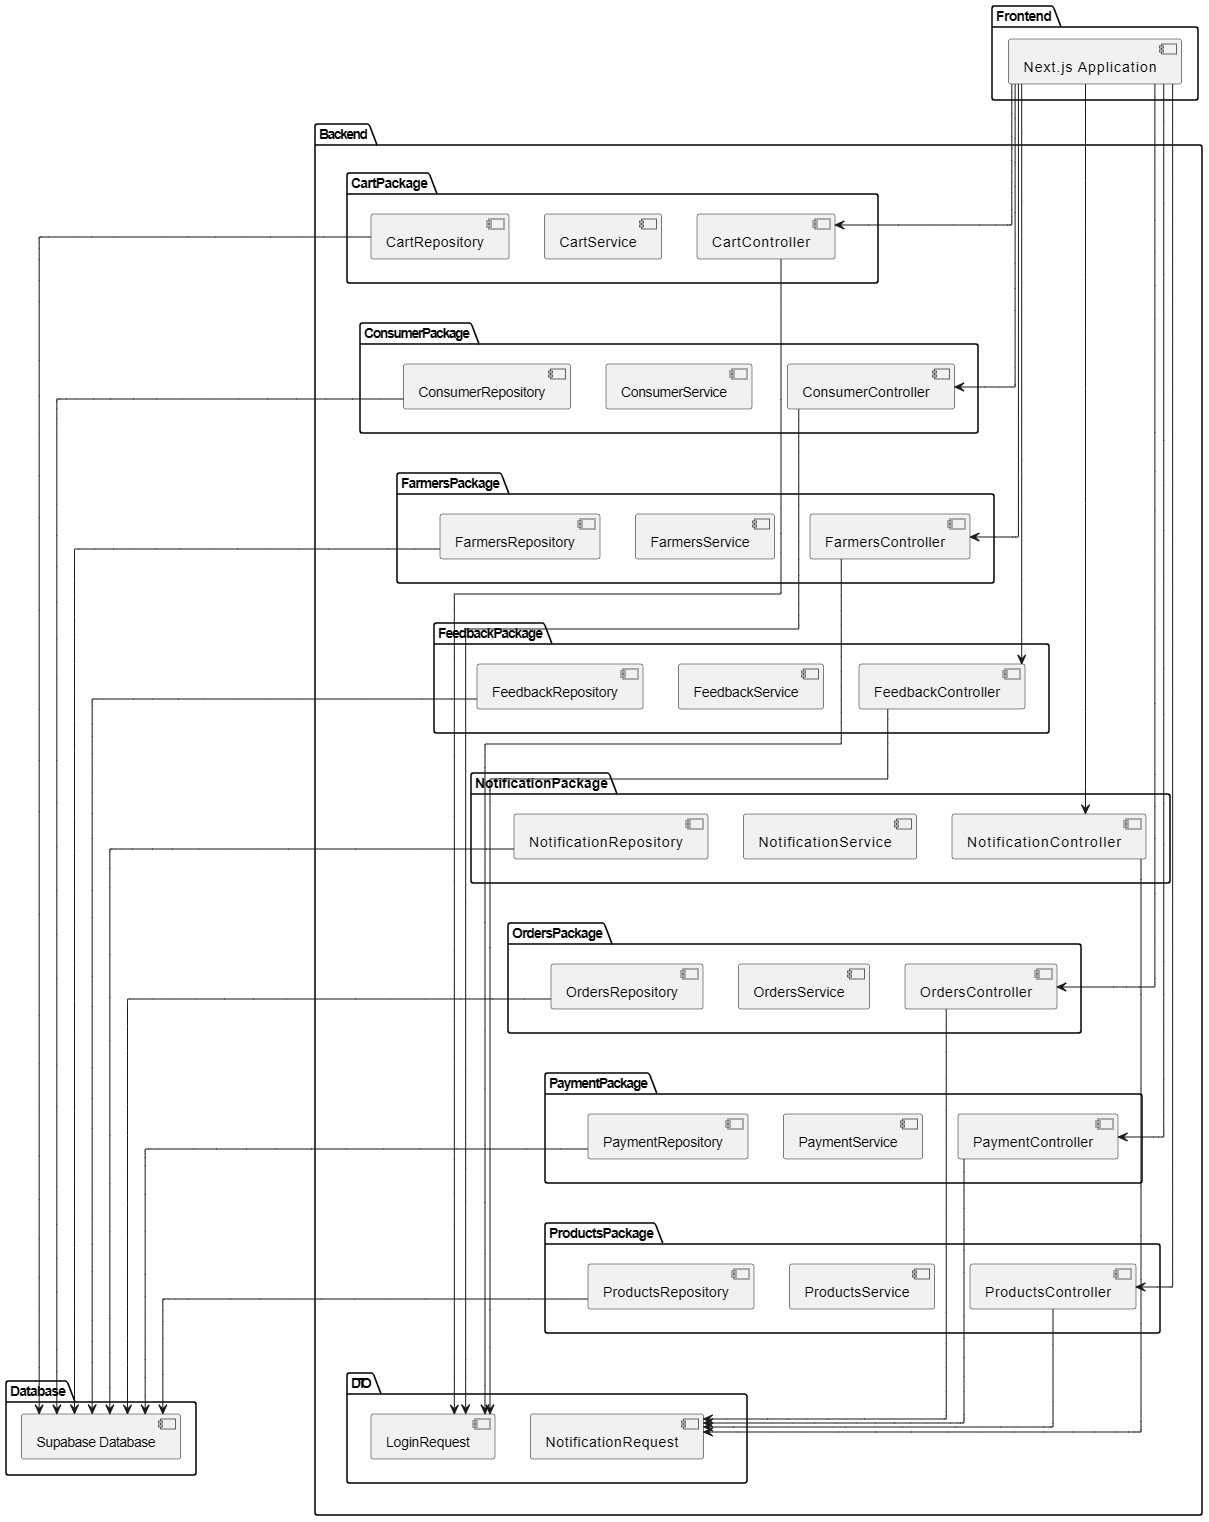 Frontend
Next.js Application
Backend
CartPackage
CartRepository
CartService
CartController
ConsumerPackage
ConsumerRepository
ConsumerService
ConsumerController
FarmersPackage
FarmersRepository
FarmersService
FarmersController
FeedbackPackage
FeedbackRepository
FeedbackService
FeedbackController
NotificationPackage
NotificationRepository
NotificationService
NotificationController
OrdersPackage
OrdersRepository
OrdersService
OrdersController
PaymentPackage
PaymentRepository
PaymentService
PaymentController
ProductsPackage
ProductsRepository
ProductsService
ProductsController
Database
Supabase Database
DTO
LoginRequest
NotificationRequest